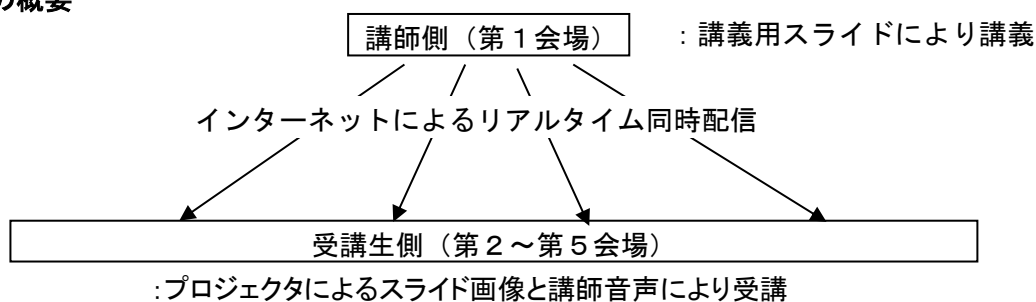 の概要
講師側（第１会場）　：講義用スライドにより講義
インターネットによるリアルタイム同時配信
受講生側（第２～第５会場）
：プロジェクタによるスライド画像と講師音声により受講